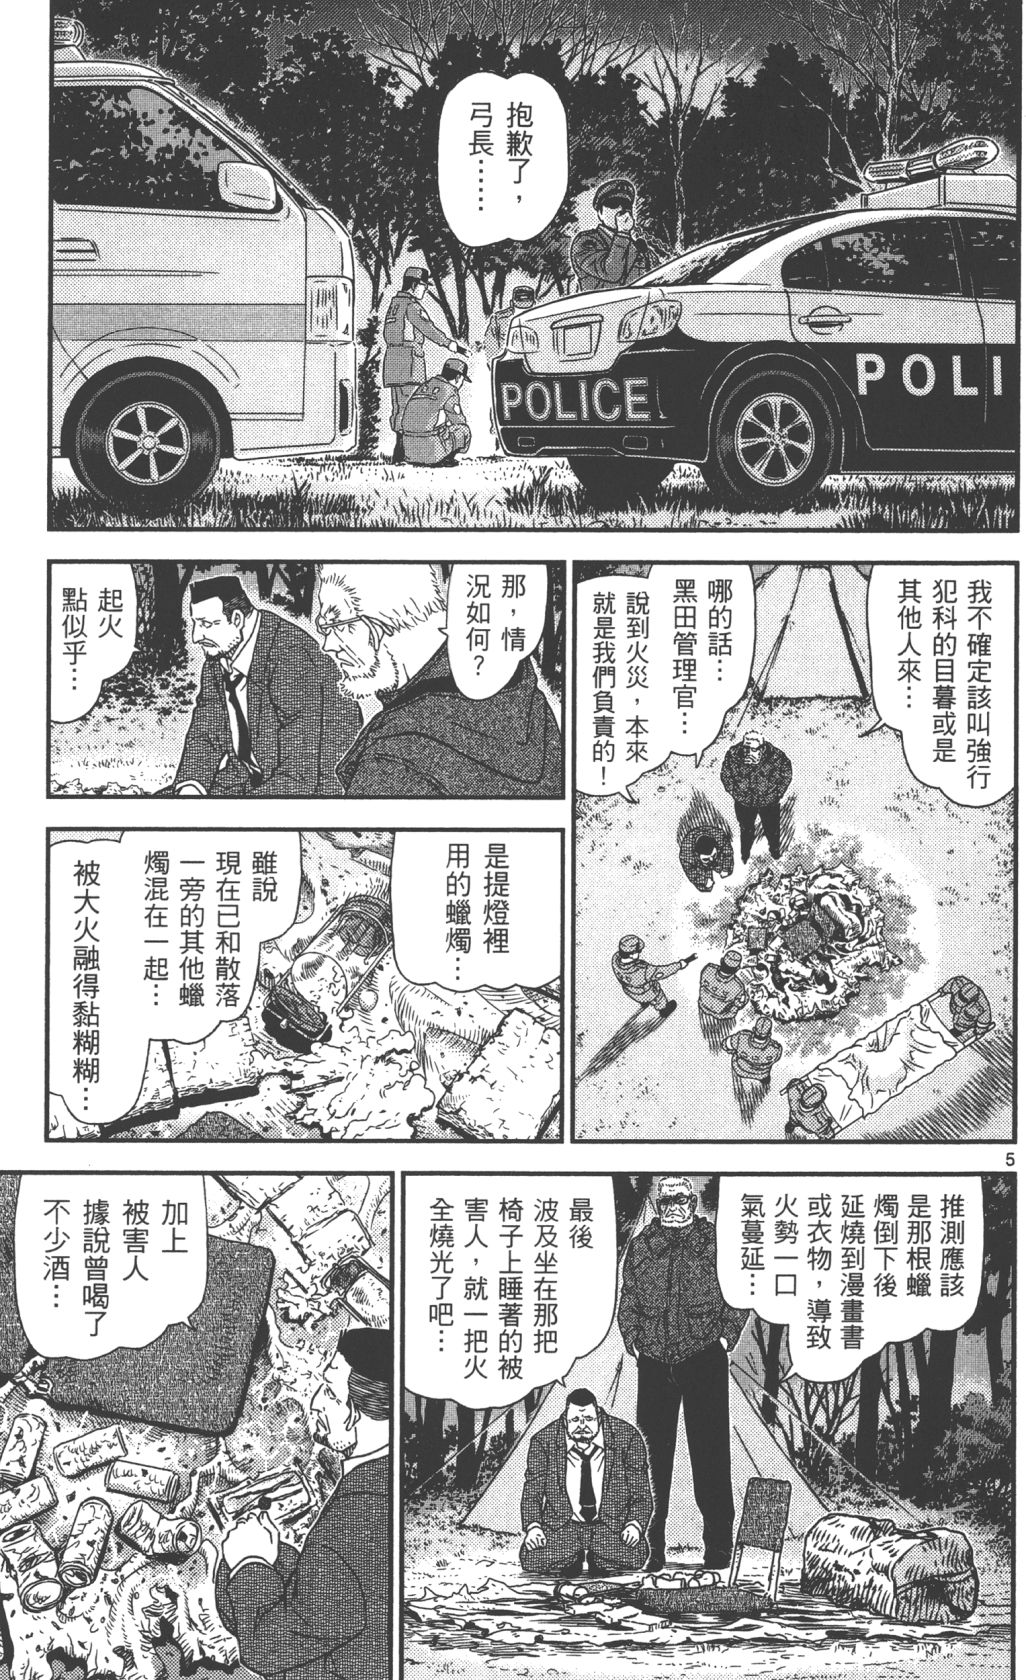 抱歉了，
弓長……
POLICE
POLI
我不確定該叫強行
犯科的目暮或是
其他人來…
哪的話…
黑田管理官…
說到火災，本來
就是我們負責的！
那，情
況如何？
起火
點似乎…
是提燈裡
用的蠟燭…
雖說
現在已和散落
一旁的其他蠟
燭混在一起…
被大火融得黏糊糊…
5
推測應該
是那根蠟
燭倒下後
延燒到漫畫書
或衣物，導致
火勢一口
氣蔓延…
最後
波及坐在那把
椅子上睡著的被
害人，就一把火
全燒光了吧…
加上
被害人
據說曾喝了
不少酒…